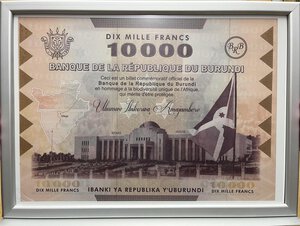 DIX MILLE FRANCS
10000
BRB
BANQUE DE LA RÉPUBLIQUE DU BURUNDI
Ceci est un billet commémoratif officiel de la
Banque de la Republique du Burundi
en hommage à la biodiversité unique de l'Afrique,
qui mérite d'être protégée.
10000
DIX MILLE FRANCS
10000
DIX MILLE FRANCS
IBANKI YA REPUBLIKA Y'UBURUNDI